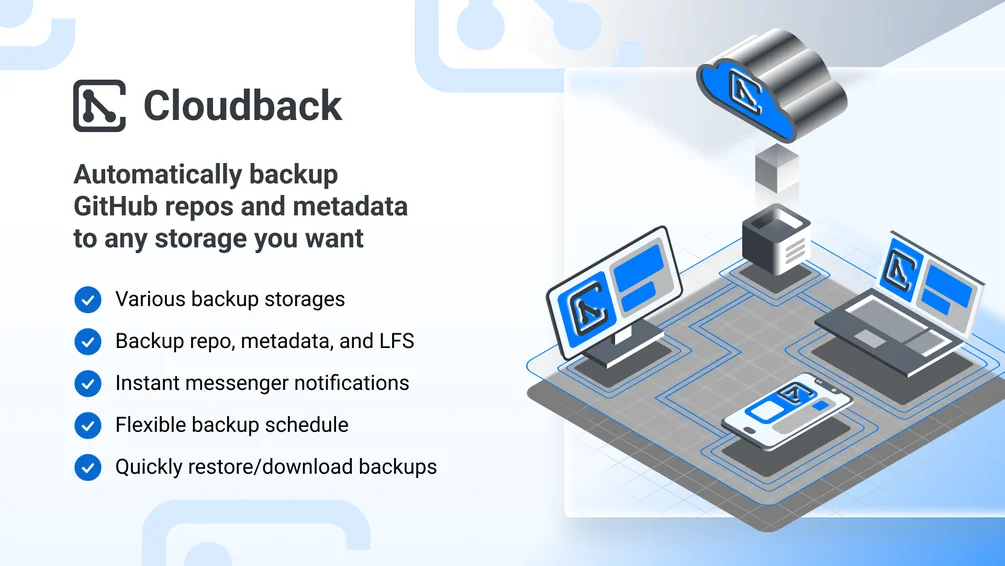 Cloudback
Automatically backup
GitHub repos and metadata
to any storage you want
Various backup storages
Backup repo, metadata, and LFS
Instant messenger notifications
Flexible backup schedule
Quickly restore/download backups